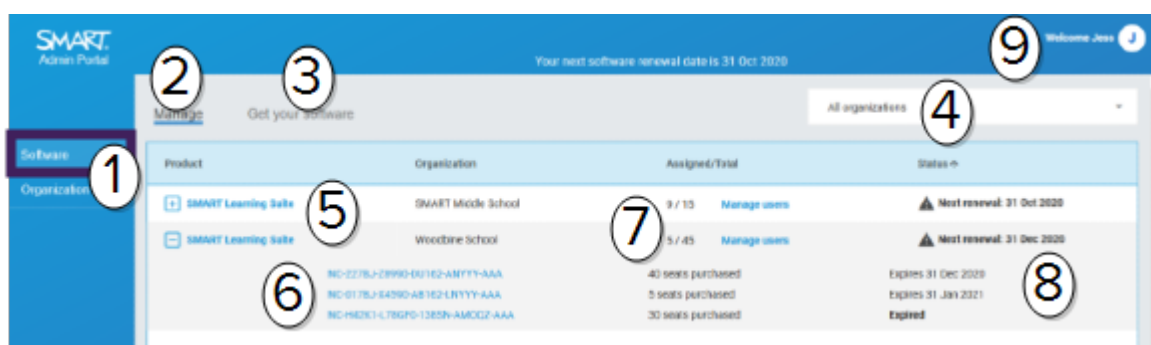 SMART
Admin Portal
Your next software renewal date is 31 Oct 2020
Welcome Jess J
9
2
3
4
Manage Get your software
All organizations
1
Software
Organization
Product Organization Assigned/Total Status
5
SMART Learning Suite SMART Middle School 9 / 15 Manage users Next renewal: 31 Oct 2020
7
SMART Learning Suite Woodbine School 5 / 45 Manage users Next renewal: 31 Dec 2020
6
8
40 seats purchased Expires 31 Dec 2020
5 seats purchased Expires 31 Jan 2021
30 seats purchased Expired